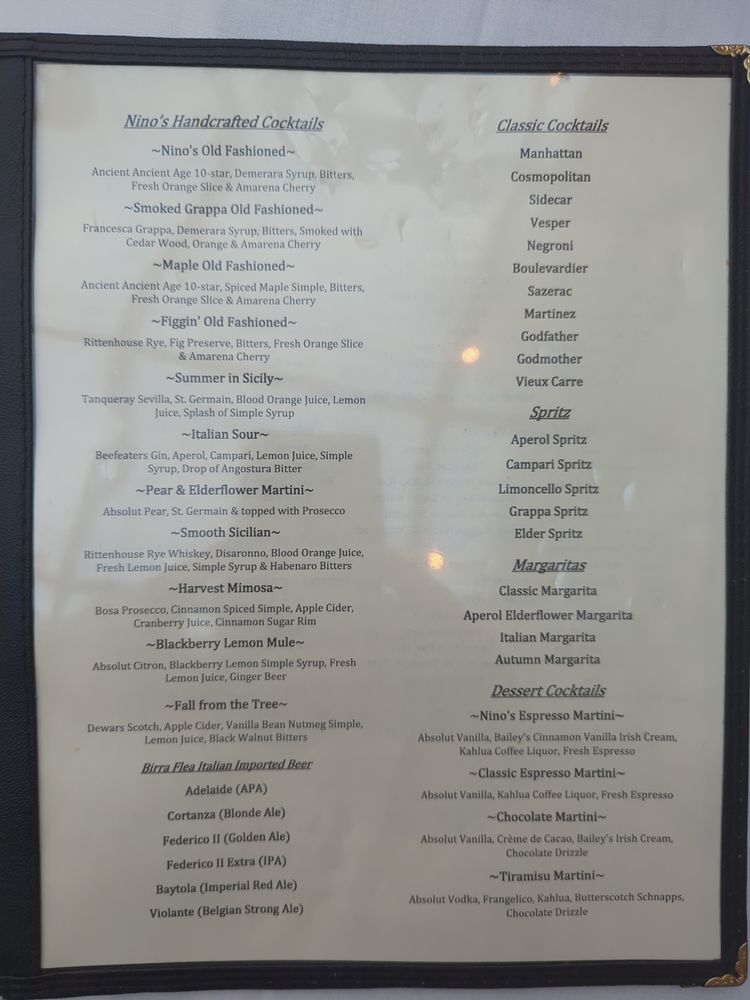 Nino's Handcrafted Cocktails
~Nino's Old Fashioned~
Ancient Ancient Age 10-star, Demerara Syrup, Bitters,
Fresh Orange Slice & Amarena Cherry
~Smoked Grappa Old Fashioned~
Francesca Grappa, Demerara Syrup, Bitters, Smoked with
Cedar Wood, Orange & Amarena Cherry
~Maple Old Fashioned~
Ancient Ancient Age 10-star, Spiced Maple Simple, Bitters,
Fresh Orange Slice & Amarena Cherry
~Figgin' Old Fashioned~
Rittenhouse Rye, Fig Preserve, Bitters, Fresh Orange Slice
& Amarena Cherry
~Summer in Sicily~
Tanqueray Sevilla, St. Germain, Blood Orange Juice, Lemon
Juice, Splash of Simple Syrup
~Italian Sour~
Beefeaters Gin, Aperol, Campari, Lemon Juice, Simple
Syrup, Drop of Angostura Bitter
~Pear & Elderflower Martini~
Absolut Pear, St. Germain & topped with Prosecco
~Smooth Sicilian~
Rittenhouse Rye Whiskey, Disaronno, Blood Orange Juice,
Fresh Lemon Juice, Simple Syrup & Habenaro Bitters
~Harvest Mimosa~
Bosa Prosecco, Cinnamon Spiced Simple, Apple Cider,
Cranberry Juice, Cinnamon Sugar Rim
~Blackberry Lemon Mule~
Absolut Citron, Blackberry Lemon Simple Syrup, Fresh
Lemon Juice, Ginger Beer
~Fall from the Tree~
Dewars Scotch, Apple Cider, Vanilla Bean Nutmeg Simple,
Lemon Juice, Black Walnut Bitters
Birra Flea Italian Imported Beer
Adelaide (APA)
Cortanza (Blonde Ale)
Federico II (Golden Ale)
Federico II Extra (IPA)
Baytola (Imperial Red Ale)
Violante (Belgian Strong Ale)
Classic Cocktails
Manhattan
Cosmopolitan
Sidecar
Vesper
Negroni
Boulevardier
Sazerac
Martinez
Godfather
Godmother
Vieux Carre
Spritz
Aperol Spritz
Campari Spritz
Limoncello Spritz
Grappa Spritz
Elder Spritz
Margaritas
Classic Margarita
Aperol Elderflower Margarita
Italian Margarita
Autumn Margarita
Dessert Cocktails
~Nino's Espresso Martini~
Absolut Vanilla, Bailey's Cinnamon Vanilla Irish Cream,
Kahlua Coffee Liquor, Fresh Espresso
~Classic Espresso Martini~
Absolut Vanilla, Kahlua Coffee Liquor, Fresh Espresso
~Chocolate Martini~
Absolut Vanilla, Crème de Cacao, Bailey's Irish Cream,
Chocolate Drizzle
~Tiramisu Martini~
Absolut Vodka, Frangelico, Kahlua, Butterscotch Schnapps,
Chocolate Drizzle